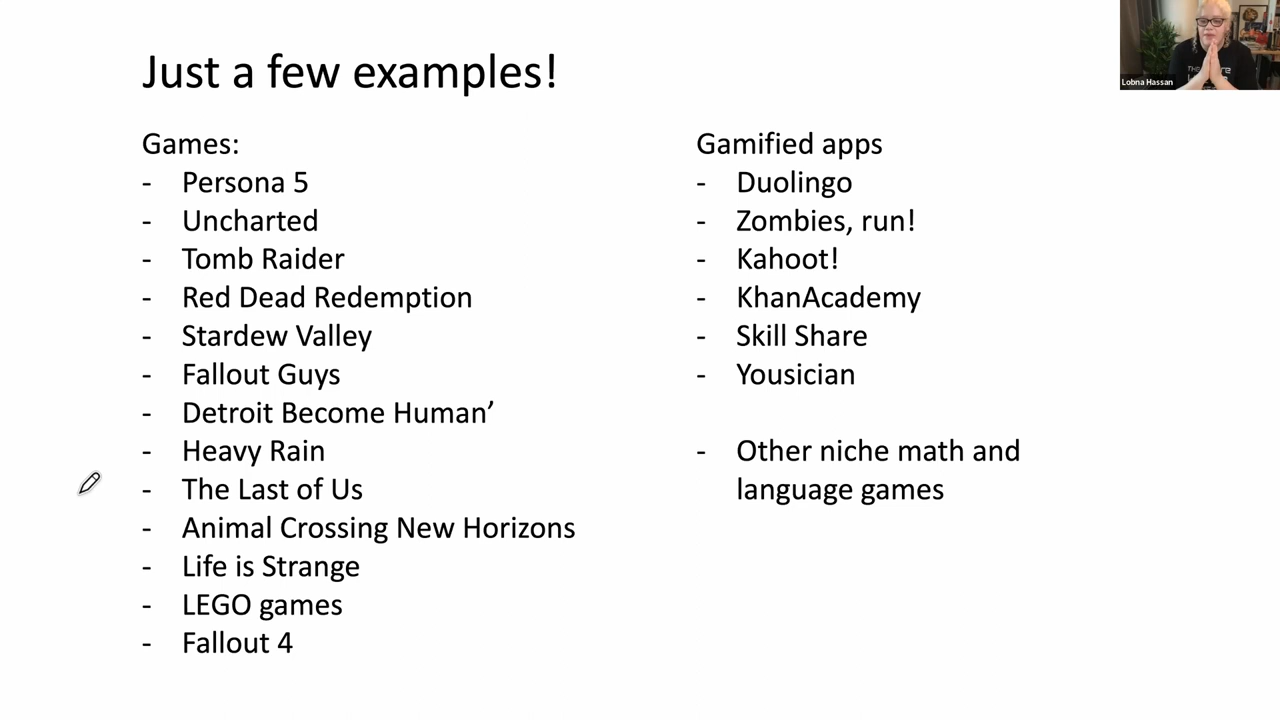 Just a few examples!
Games:
- Persona 5
- Uncharted
- Tomb Raider
- Red Dead Redemption
- Stardew Valley
- Fallout Guys
- Detroit Become Human’
- Heavy Rain
- The Last of Us
- Animal Crossing New Horizons
- Life is Strange
- LEGO games
- Fallout 4
Gamified apps
- Duolingo
- Zombies, run!
- Kahoot!
- KhanAcademy
- Skill Share
- Yousician
- Other niche math and
language games
Lobna Hassan